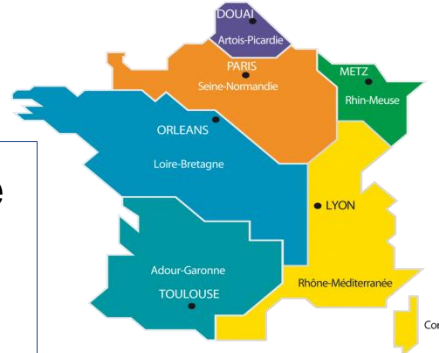 DOUAI
Artois-Picardie
PARIS
Seine-Normandie
METZ
Rhin-Meuse
ORLEANS
Loire-Bretagne
LYON
Adour-Garonne
Rhône-Méditerranée
TOULOUSE